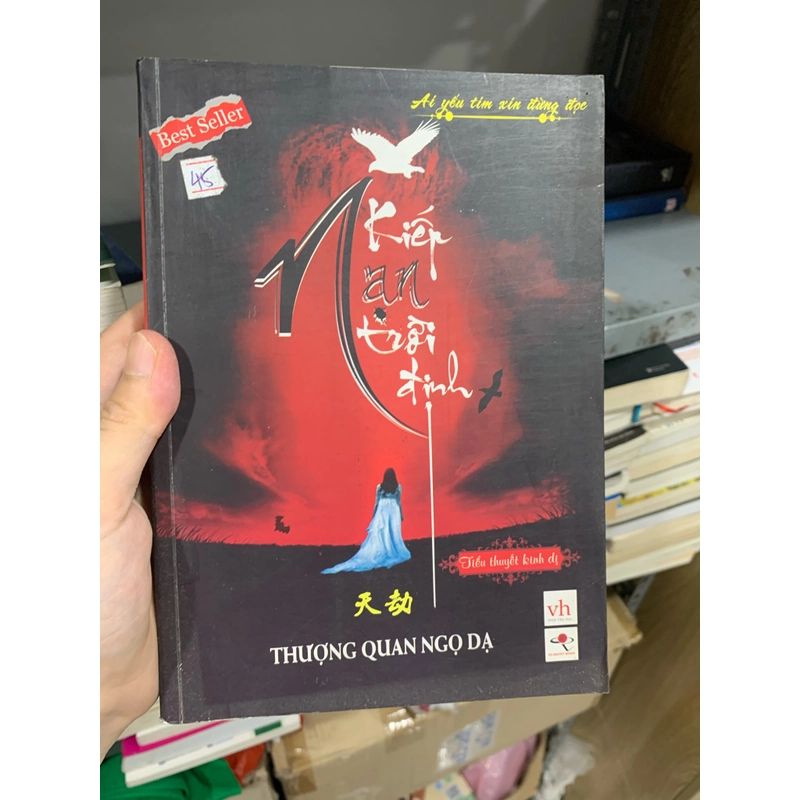 Ai yếu tim xin đừng đọc
Best Seller
45
Kiếp
Nạn
trời
định
Tiểu thuyết kinh dị
天劫
vh
THƯỢNG QUAN NGỌ DẠ